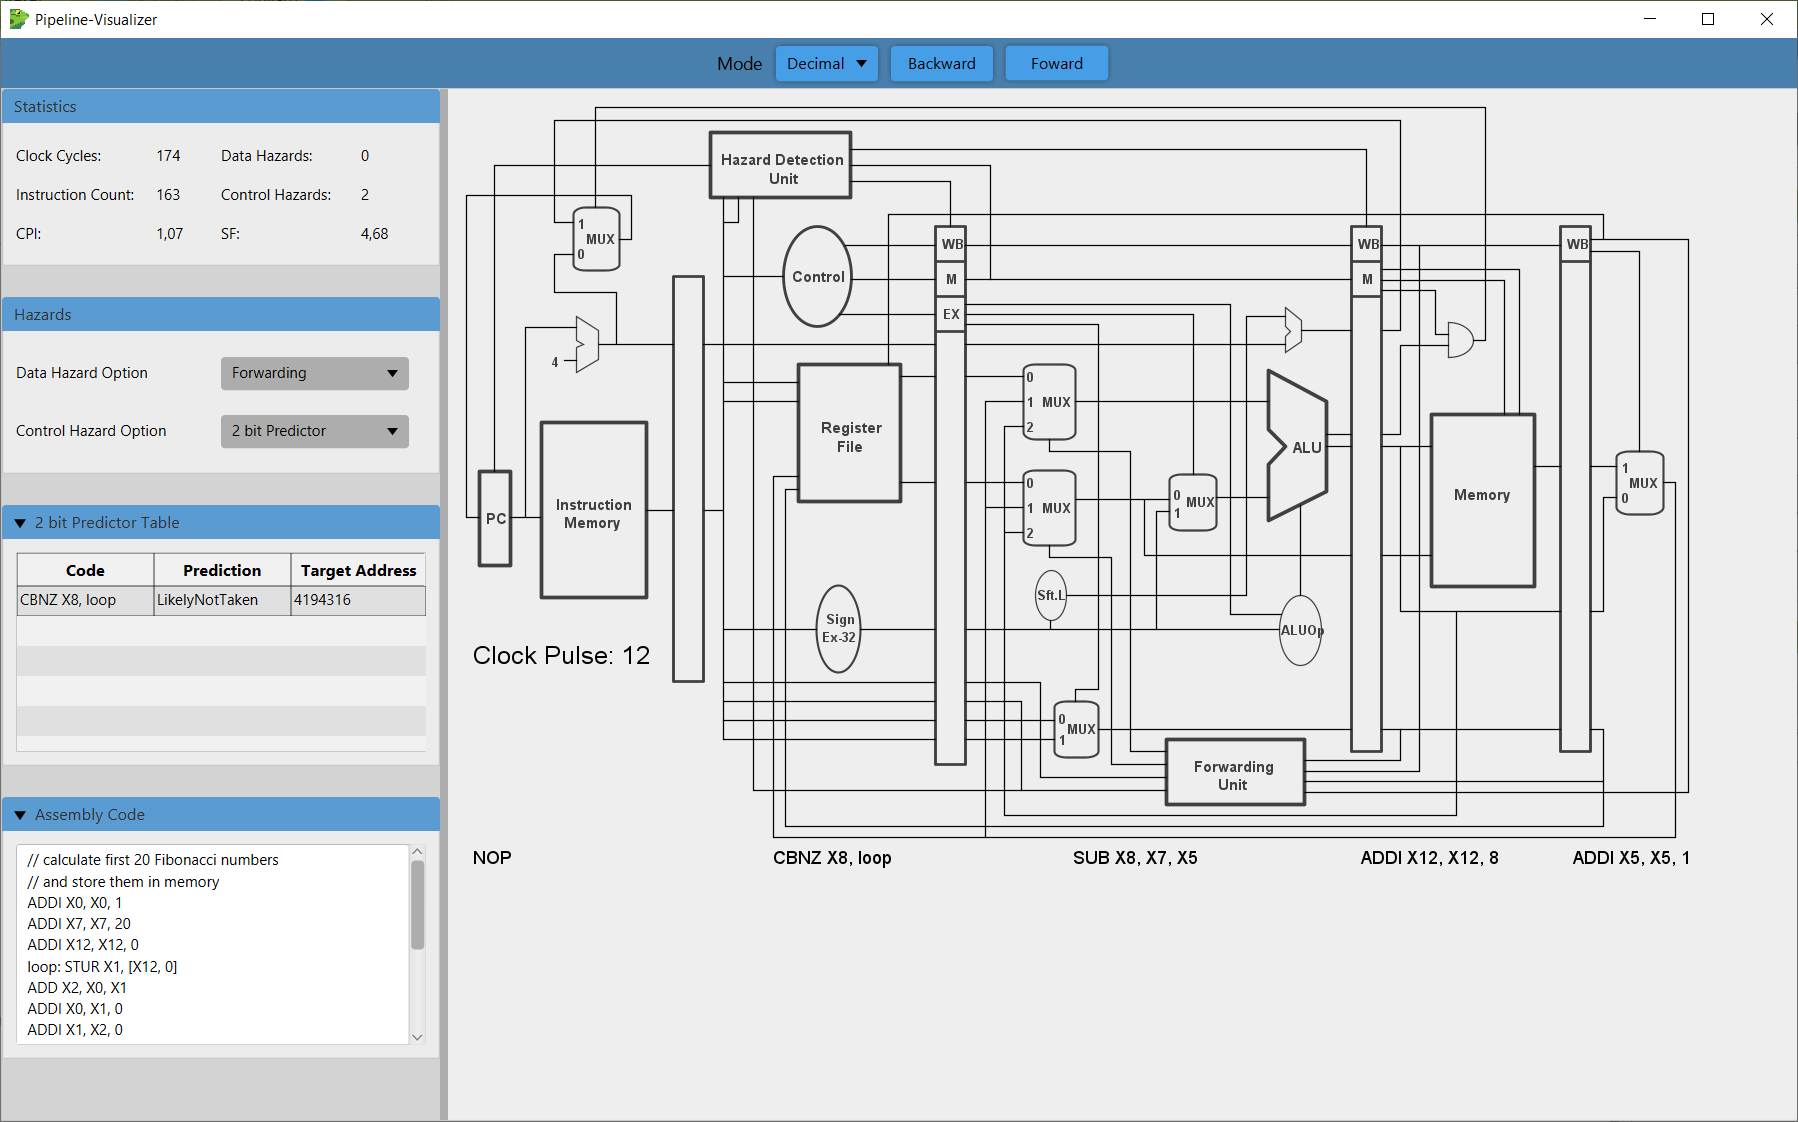 Pipeline-Visualizer
Mode Decimal Backward Foward
Statistics
Clock Cycles: 174 Data Hazards: 0
Instruction Count: 163 Control Hazards: 2
CPI: 1,07 SF: 4,68
Hazards
Data Hazard Option Forwarding
Control Hazard Option 2 bit Predictor
2 bit Predictor Table
Code Prediction Target Address
CBNZ X8, loop LikelyNotTaken 4194316
Assembly Code
// calculate first 20 Fibonacci numbers
// and store them in memory
ADDI X0, X0, 1
ADDI X7, X7, 20
ADDI X12, X12, 0
loop: STUR X1, [X12, 0]
ADD X2, X0, X1
ADDI X0, X1, 0
ADDI X1, X2, 0
Hazard Detection
Unit
1
MUX
0
Control
WB
M
EX
WB
M
WB
4
0
1 MUX
2
Register
File
ALU
PC
Instruction
Memory
0
1 MUX
2
0
MUX
1
Memory
1
MUX
0
Sft.L
Sign
Ex-32
ALUOp
Clock Pulse: 12
0
MUX
1
Forwarding
Unit
NOP
CBNZ X8, loop
SUB X8, X7, X5
ADDI X12, X12, 8
ADDI X5, X5, 1